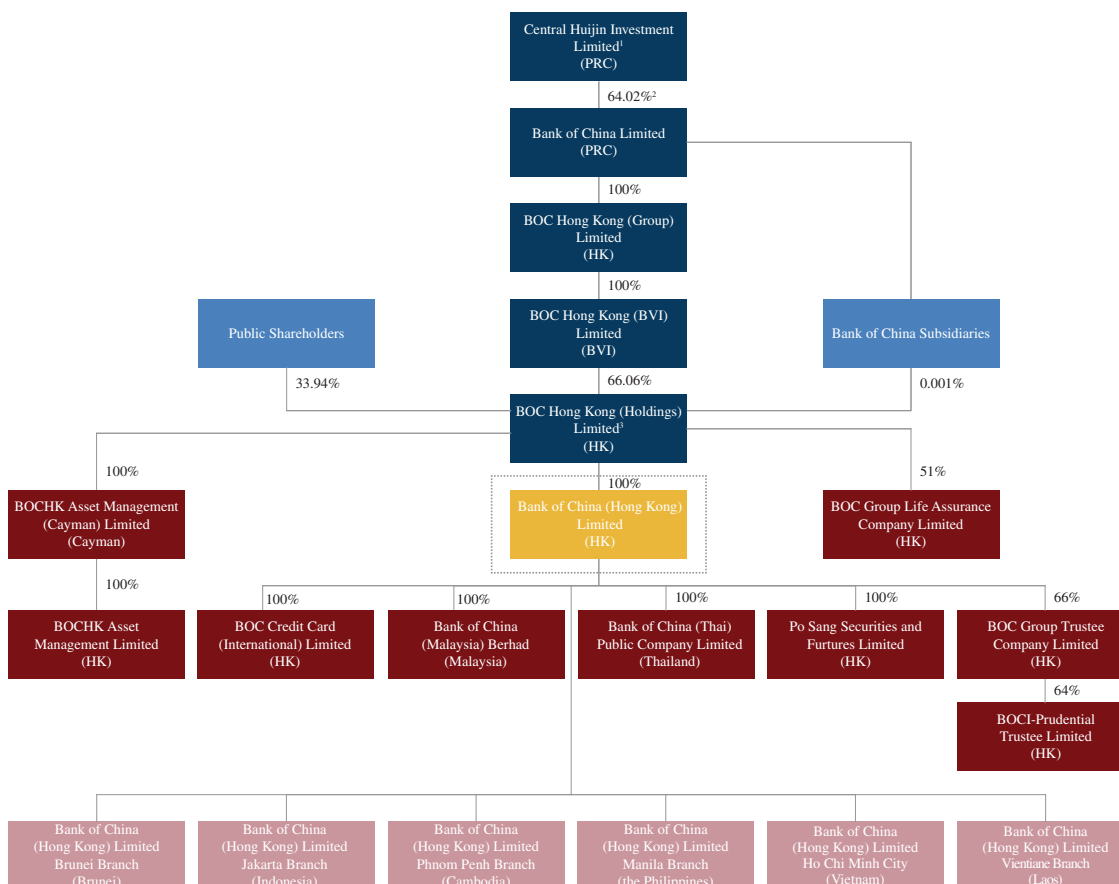 Central Huijin Investment
Limited¹
(PRC)
64.02%²
Bank of China Limited
(PRC)
100%
BOC Hong Kong (Group)
Limited
(HK)
100%
Public Shareholders
BOC Hong Kong (BVI)
Limited
(BVI)
Bank of China Subsidiaries
33.94%
66.06%
0.001%
BOC Hong Kong (Holdings)
Limited³
(HK)
100%
100%
51%
BOCHK Asset Management
(Cayman) Limited
(Cayman)
Bank of China (Hong Kong)
Limited
(HK)
BOC Group Life Assurance
Company Limited
(HK)
100%
100%
100%
100%
100%
66%
BOCHK Asset
Management Limited
(HK)
BOC Credit Card
(International) Limited
(HK)
Bank of China
(Malaysia) Berhad
(Malaysia)
Bank of China (Thai)
Public Company Limited
(Thailand)
Po Sang Securities and
Furtures Limited
(HK)
BOC Group Trustee
Company Limited
(HK)
64%
BOCI-Prudential
Trustee Limited
(HK)
Bank of China
(Hong Kong) Limited
Brunei Branch
(Brunei)
Bank of China
(Hong Kong) Limited
Jakarta Branch
(Indonesia)
Bank of China
(Hong Kong) Limited
Phnom Penh Branch
(Cambodia)
Bank of China
(Hong Kong) Limited
Manila Branch
(the Philippines)
Bank of China
(Hong Kong) Limited
Ho Chi Minh City
(Vietnam)
Bank of China
(Hong Kong) Limited
Vientiane Branch
(Laos)